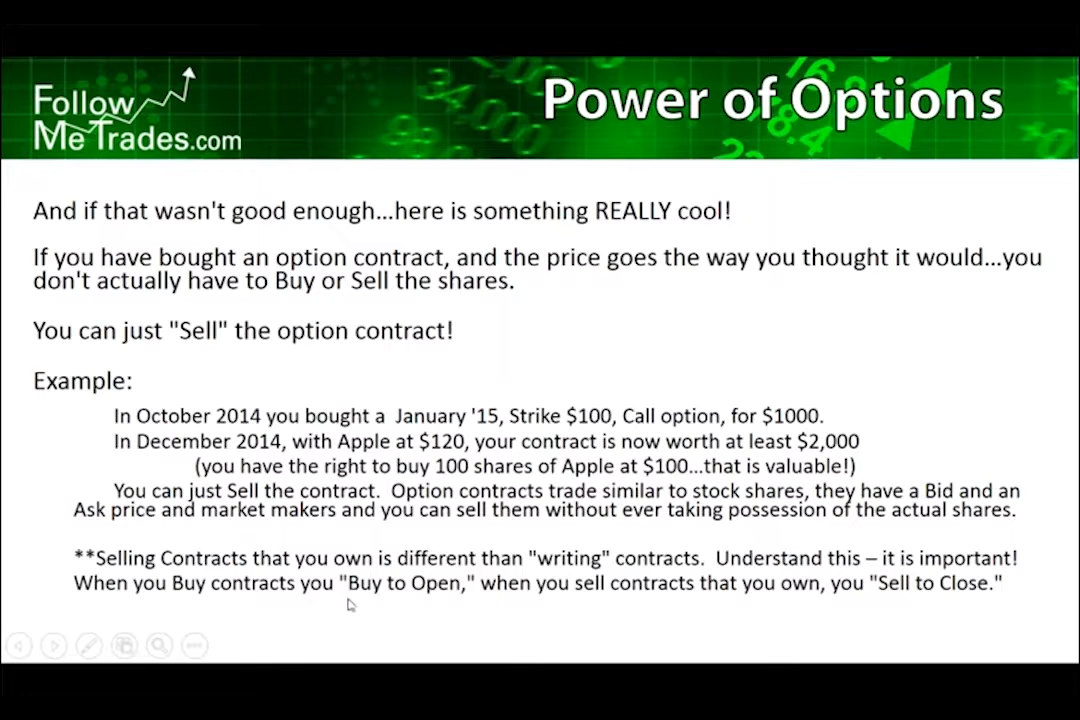 Follow
Me Trades.com
Power of Options
And if that wasn't good enough...here is something REALLY cool!
If you have bought an option contract, and the price goes the way you thought it would...you
don't actually have to Buy or Sell the shares.
You can just "Sell" the option contract!
Example:
In October 2014 you bought a January '15, Strike $100, Call option, for $1000.
In December 2014, with Apple at $120, your contract is now worth at least $2,000
(you have the right to buy 100 shares of Apple at $100...that is valuable!)
You can just Sell the contract. Option contracts trade similar to stock shares, they have a Bid and an
Ask price and market makers and you can sell them without ever taking possession of the actual shares.
**Selling Contracts that you own is different than "writing" contracts. Understand this – it is important!
When you Buy contracts you "Buy to Open," when you sell contracts that you own, you "Sell to Close."